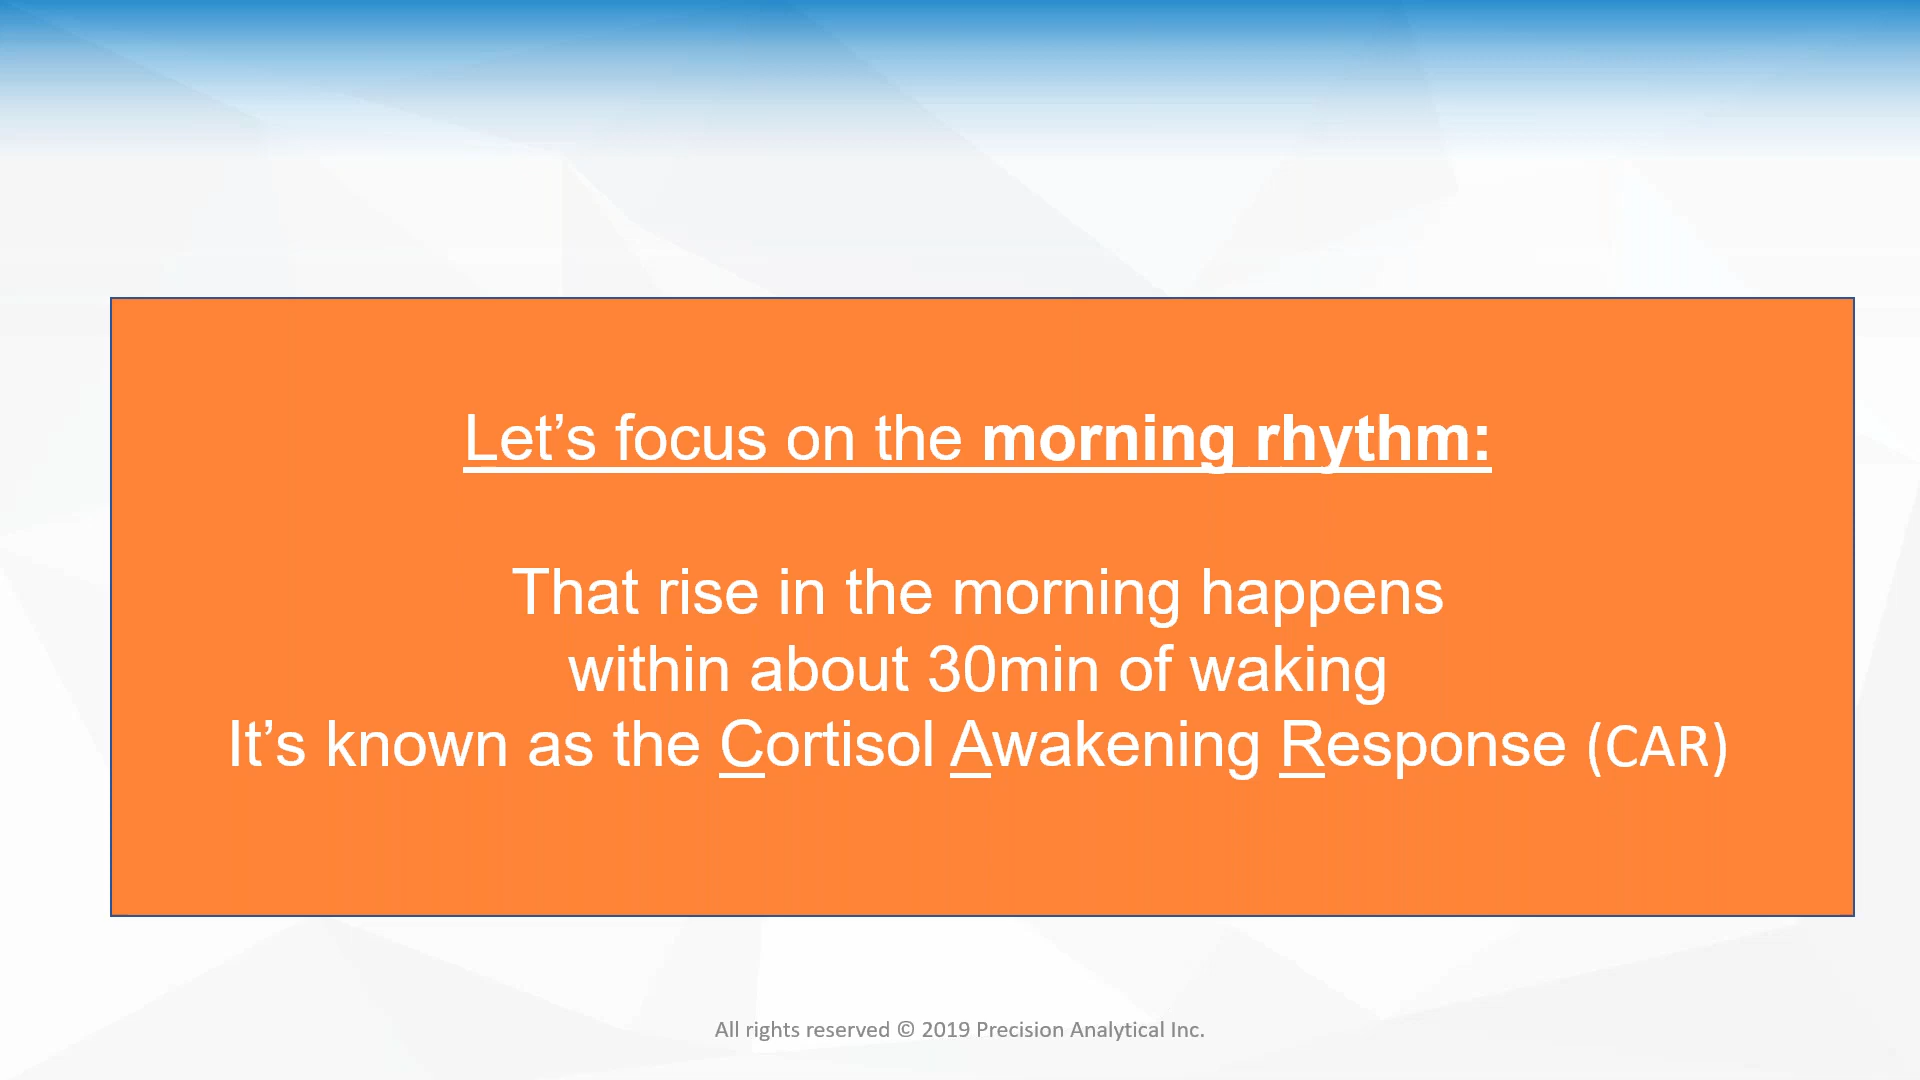 Let’s focus on the morning rhythm:
That rise in the morning happens
within about 30min of waking
It’s known as the Cortisol Awakening Response (CAR)
All rights reserved © 2019 Precision Analytical Inc.